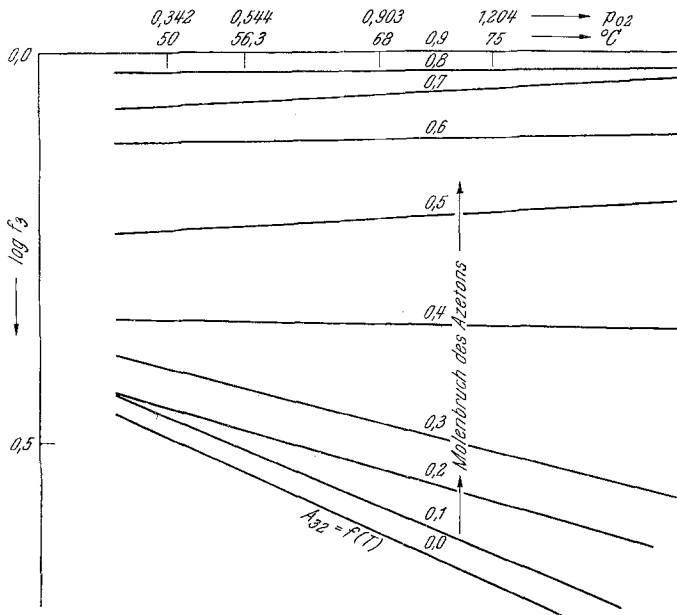 0,342 0,544 0,903 1,204 → p₀₂
50 56,3 68 0,9 75 → °C
0,0
0,8
0,7
0,6
0,5
0,4
0,3
0,2
0,1
0,0
log f₃
0,5
Molenbruch des Azetons
A₃₂ = f(T)